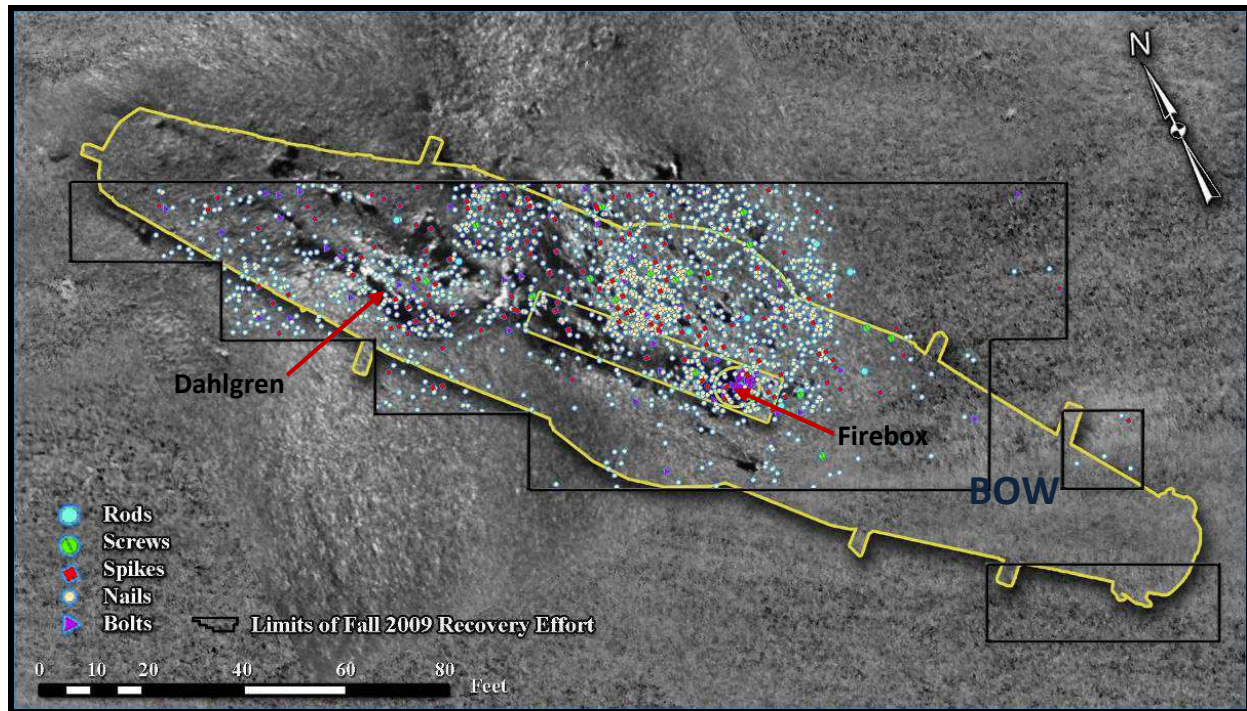 N
Dahlgren
Firebox
BOW
Rods
Screws
Spikes
Nails
Bolts
Limits of Fall 2009 Recovery Effort
0 10 20 40 60 80
Feet